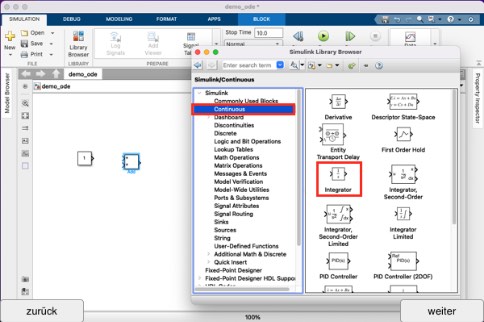 demo_ode *
SIMULATION
DEBUG
MODELING
FORMAT
APPS
BLOCK
New
Open
Save
Print
FILE
Library
Browser
LIBRARY
Log
Signals
Add
Viewer
Signal
Table
PREPARE
Stop Time 10.0
demo_ode
demo_ode
Model Browser
Property Inspector
1
Add
Simulink Library Browser
Enter search term
Simulink/Continuous
Simulink
Commonly Used Blocks
Continuous
Dashboard
Discontinuities
Discrete
Logic and Bit Operations
Lookup Tables
Math Operations
Matrix Operations
Messages & Events
Model Verification
Model-Wide Utilities
Ports & Subsystems
Signal Attributes
Signal Routing
Sinks
Sources
String
User-Defined Functions
Additional Math & Discrete
Quick Insert
Fixed-Point Designer
Fixed-Point Designer HDL Suppor
Derivative
Descriptor State-Space
Entity
Transport Delay
First Order Hold
Integrator
Integrator,
Second-Order
Integrator,
Second-Order
Limited
Integrator
Limited
PID(s)
PID Controller
PID(s)
PID Controller (2DOF)
zurück
weiter
100%